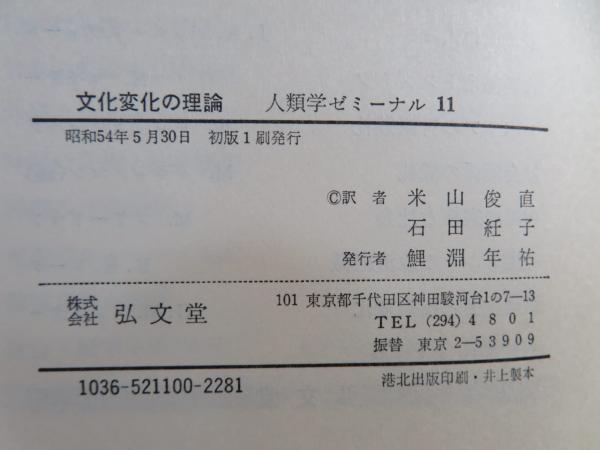 文化変化の理論 人類学ゼミーナル 11
昭和54年5月30日 初版1刷発行
©訳 者 米山俊直
石田紝子
発行者 鯉淵年祐
株式会社 弘文堂
101 東京都千代田区神田駿河台1の7―13
TEL (294) 4801
振替 東京 2―53909
1036-521100-2281
港北出版印刷・井上製本